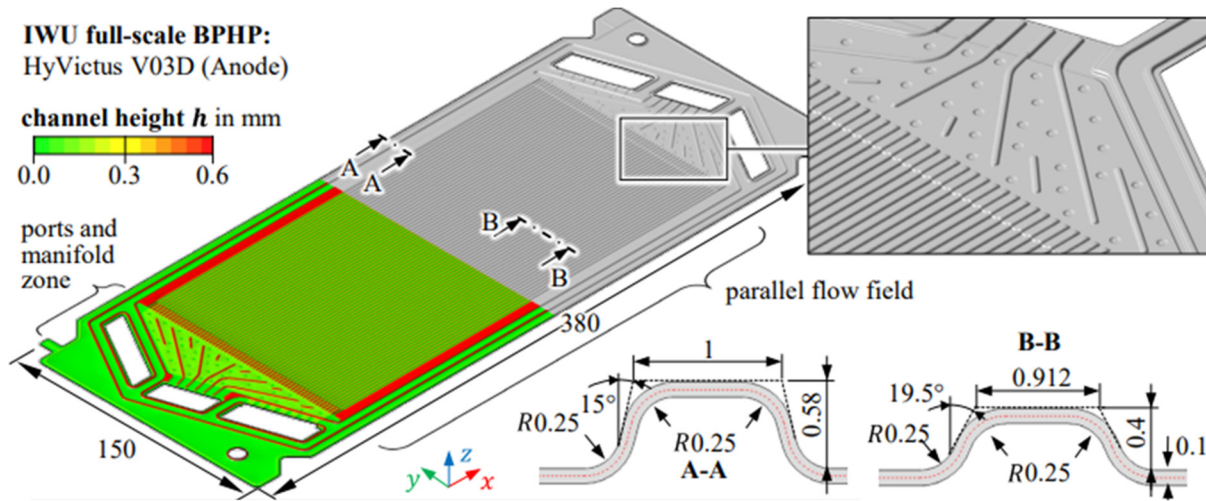 IWU full-scale BPHP:
HyVictus V03D (Anode)
channel height h in mm
0.0 0.3 0.6
ports and
manifold
zone
A
A
B
B
parallel flow field
380
150
z
y
x
1
15°
0.58
R0.25
R0.25
A-A
B-B
0.912
19.5°
0.4
R0.25
R0.25
0.1